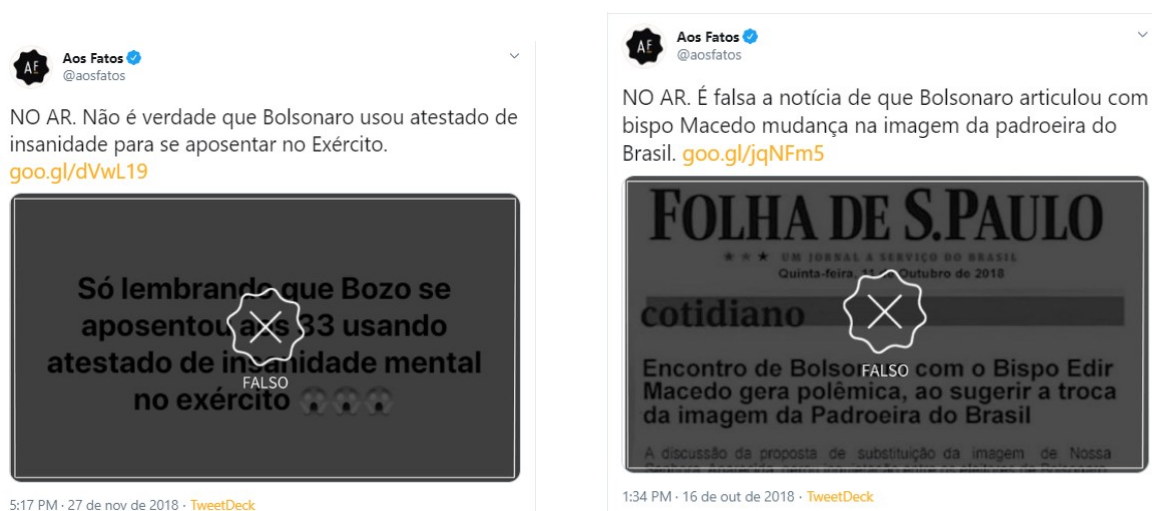 Aos Fatos
@aosfatos
NO AR. Não é verdade que Bolsonaro usou atestado de
insanidade para se aposentar no Exército.
goo.gl/dVwL19
Só lembrando que Bozo se
aposentou aos 33 usando
atestado de insanidade mental
no exército
FALSO
5:17 PM · 27 de nov de 2018 · TweetDeck
Aos Fatos
@aosfatos
NO AR. É falsa a notícia de que Bolsonaro articulou com
bispo Macedo mudança na imagem da padroeira do
Brasil. goo.gl/jqNFm5
FOLHA DE S.PAULO
★ ★ ★ UM JORNAL A SERVIÇO DO BRASIL
Quinta-feira, 11 de Outubro de 2018
cotidiano
Encontro de Bolsonaro com o Bispo Edir
Macedo gera polêmica, ao sugerir a troca
da imagem da Padroeira do Brasil
FALSO
A discussão da proposta de substituição da imagem de Nossa
1:34 PM · 16 de out de 2018 · TweetDeck